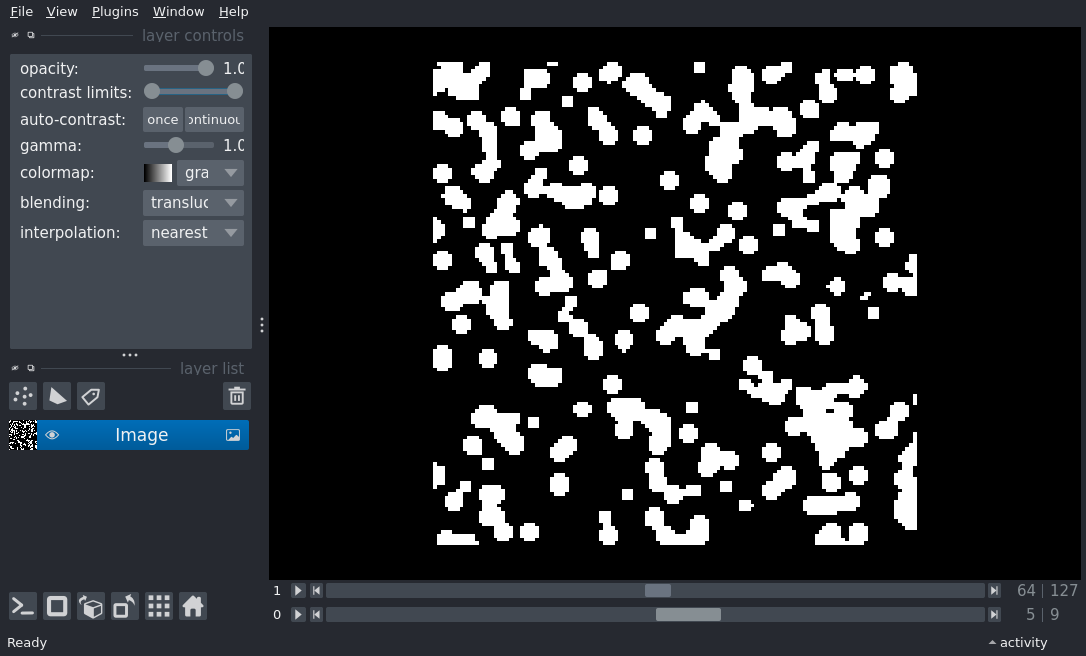 File View Plugins Window Help
layer controls
opacity: 1.0
contrast limits:
auto-contrast: once ontinuou
gamma: 1.0
colormap: gra
blending: transluc
interpolation: nearest
layer list
Image
1 64 127
0 5 9
Ready activity